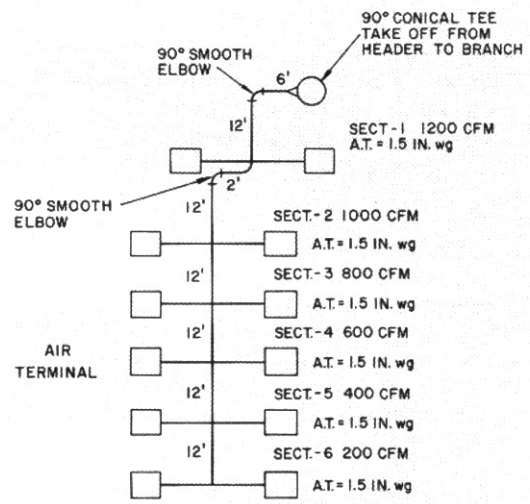 90° CONICAL TEE
TAKE OFF FROM
HEADER TO BRANCH
90° SMOOTH
ELBOW
6'
12'
SECT-1 1200 CFM
A.T. = 1.5 IN. wg
2'
90° SMOOTH
ELBOW
12'
SECT.-2 1000 CFM
A.T. = 1.5 IN. wg
12'
SECT.-3 800 CFM
A.T. = 1.5 IN. wg
12'
SECT.-4 600 CFM
A.T. = 1.5 IN. wg
AIR
TERMINAL
12'
SECT.-5 400 CFM
A.T. = 1.5 IN. wg
12'
SECT.-6 200 CFM
A.T. = 1.5 IN. wg